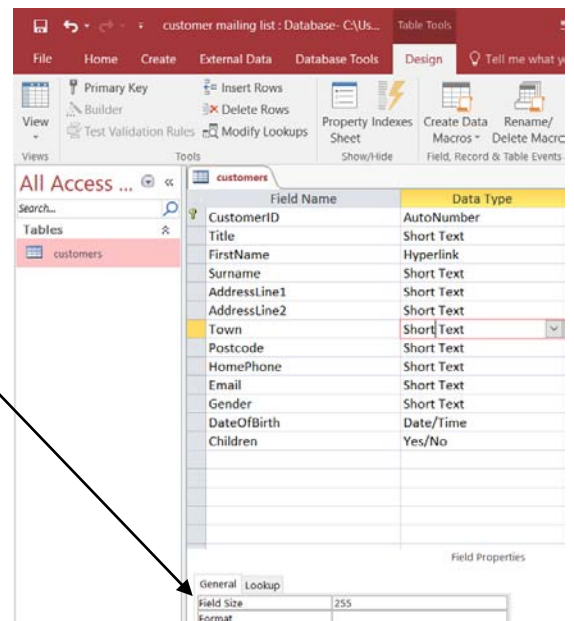 customer mailing list : Database- C:\Us... Table Tools
File Home Create External Data Database Tools Design Tell me what y
View
Primary Key
Builder
Test Validation Rules
Insert Rows
Delete Rows
Modify Lookups
Property Sheet
Indexes
Create Data Macros
Rename/ Delete Macro
Views Tools Show/Hide Field, Record & Table Events
All Access ...
Search...
Tables
customers
customers
Field Name Data Type
CustomerID AutoNumber
Title Short Text
FirstName Hyperlink
Surname Short Text
AddressLine1 Short Text
AddressLine2 Short Text
Town Short Text
Postcode Short Text
HomePhone Short Text
Email Short Text
Gender Short Text
DateOfBirth Date/Time
Children Yes/No
Field Properties
General Lookup
Field Size 255
Format